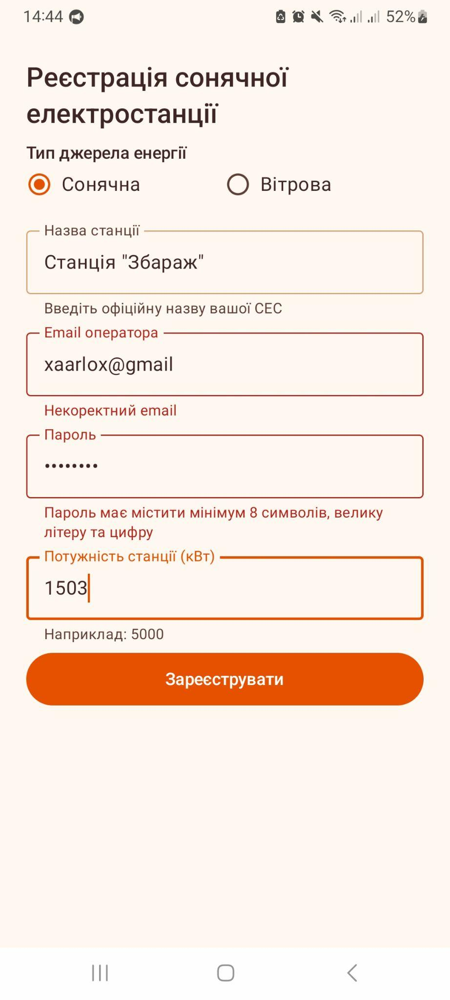 14:44
52%
Реєстрація сонячної
електростанції
Тип джерела енергії
Сонячна
Вітрова
Назва станції
Станція "Збараж"
Введіть офіційну назву вашої СЕС
Email оператора
xaarlox@gmail
Некоректний email
Пароль
••••••••
Пароль має містити мінімум 8 символів, велику
літеру та цифру
Потужність станції (кВт)
1503
Наприклад: 5000
Зареєструвати